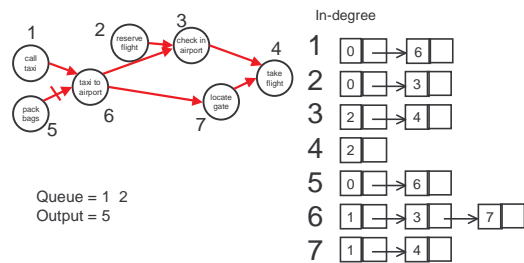 In-degree
1
call
taxi
2
reserve
flight
3
check in
airport
4
take
flight
pack
bags
5
taxi to
airport
6
locate
gate
7
Queue = 1 2
Output = 5
1 0 6
2 0 3
3 2 4
4 2
5 0 6
6 1 3 7
7 1 4